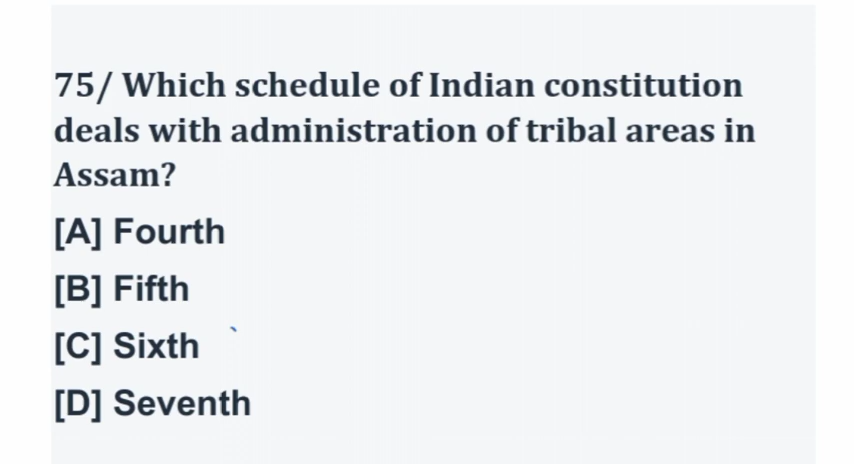 75/ Which schedule of Indian constitution
deals with administration of tribal areas in
Assam?
[A] Fourth
[B] Fifth
[C] Sixth
[D] Seventh